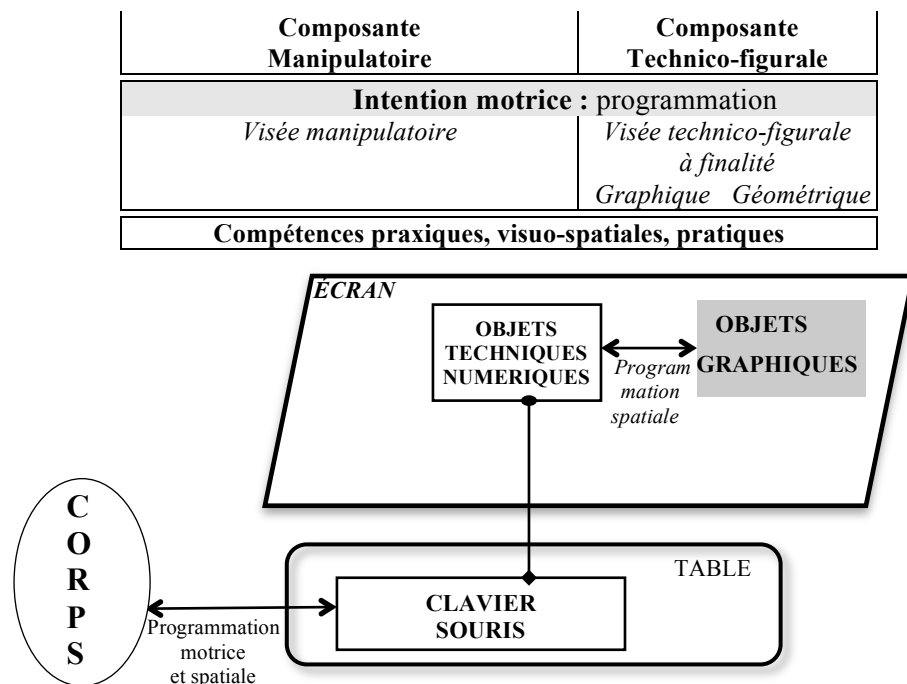 Composante
Manipulatoire
Composante
Technico-figurale
Intention motrice : programmation
Visée manipulatoire
Visée technico-figurale
à finalité
Graphique Géométrique
Compétences praxiques, visuo-spatiales, pratiques
ÉCRAN
OBJETS
TECHNIQUES
NUMERIQUES
Program
mation
spatiale
OBJETS
GRAPHIQUES
C
O
R
P
S
Programmation
motrice
et spatiale
TABLE
CLAVIER
SOURIS